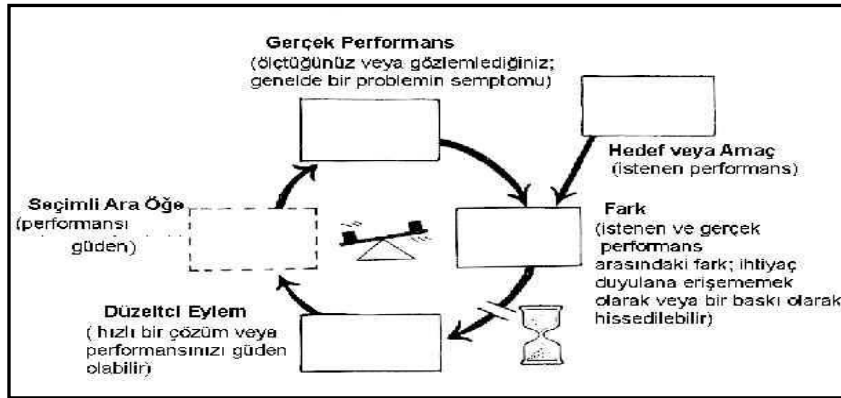 Gerçek Performans
(ölçtüğünüz veya gözlemlediğiniz;
genelde bir problemin semptomu)
Hedef veya Amaç
(istenen performans)
Seçimli Ara Öğe
(performansı
güden)
Fark
(istenen ve gerçek
performans
arasındaki fark; ihtiyaç
duyulana erişememek
olarak veya bir baskı olarak
hissedilebilir)
Düzeltci Eylem
( hızlı bir çözüm veya
performansınızı güden
olabilir)